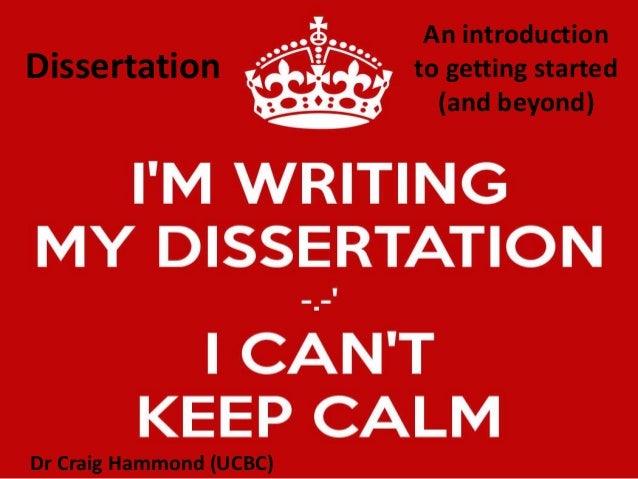 Dissertation
An introduction
to getting started
(and beyond)
I'M WRITING
MY DISSERTATION
-.-'
I CAN'T
KEEP CALM
Dr Craig Hammond (UCBC)